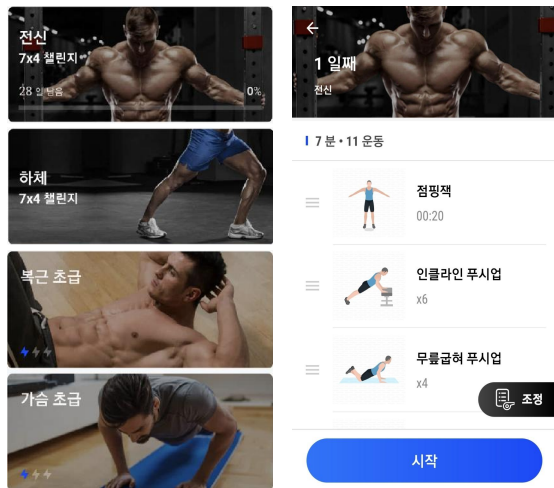 전신
7x4 챌린지
28 일 남음
0%
하체
7x4 챌린지
복근 초급
가슴 초급
1 일째
전신
7 분 • 11 운동
점핑잭
00:20
인클라인 푸시업
x6
무릎굽혀 푸시업
x4
조정
시작